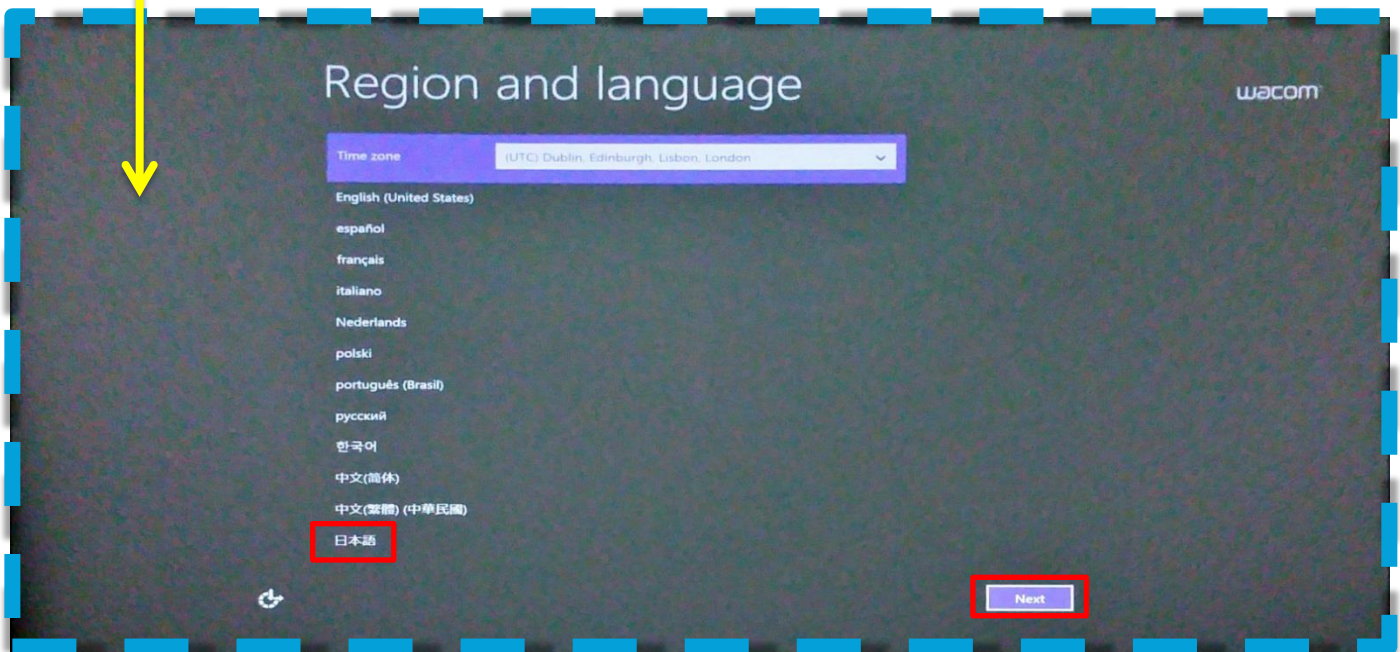 Region and language
wacom
Time zone
(UTC) Dublin, Edinburgh, Lisbon, London
English (United States)
español
français
italiano
Nederlands
polski
português (Brasil)
русский
한국어
中文(简体)
中文(繁體) (中華民國)
日本語
Next